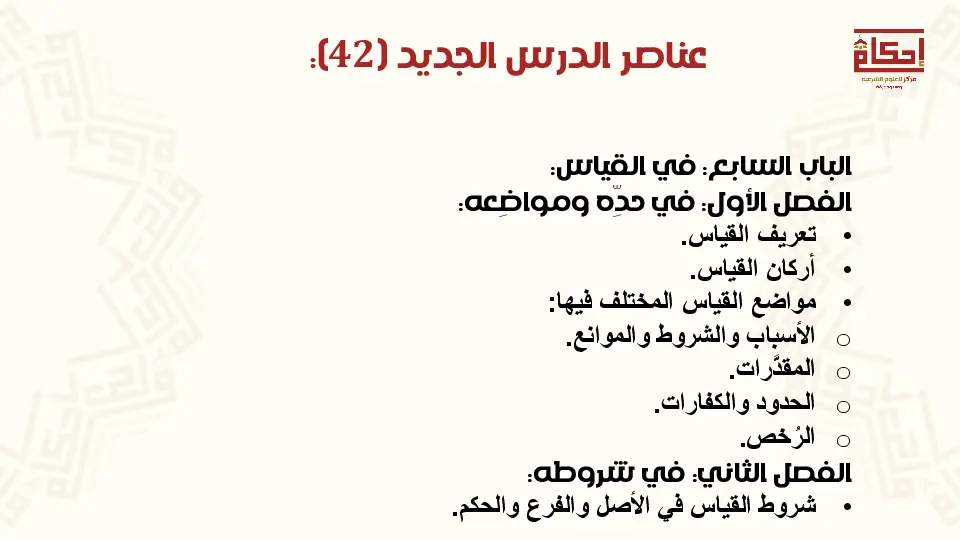 عناصر الدرس الجديد (42):
إحكام
مركز للعلوم الشرعية
الباب السابع: في القياس:
الفصل الأول: في حدِّه ومواضِعه:
• تعريف القياس.
• أركان القياس.
• مواضع القياس المختلف فيها:
o الأسباب والشروط والموانع.
o المقدَّرات.
o الحدود والكفارات.
o الرُخص.
الفصل الثاني: في شروطه:
• شروط القياس في الأصل والفرع والحكم.